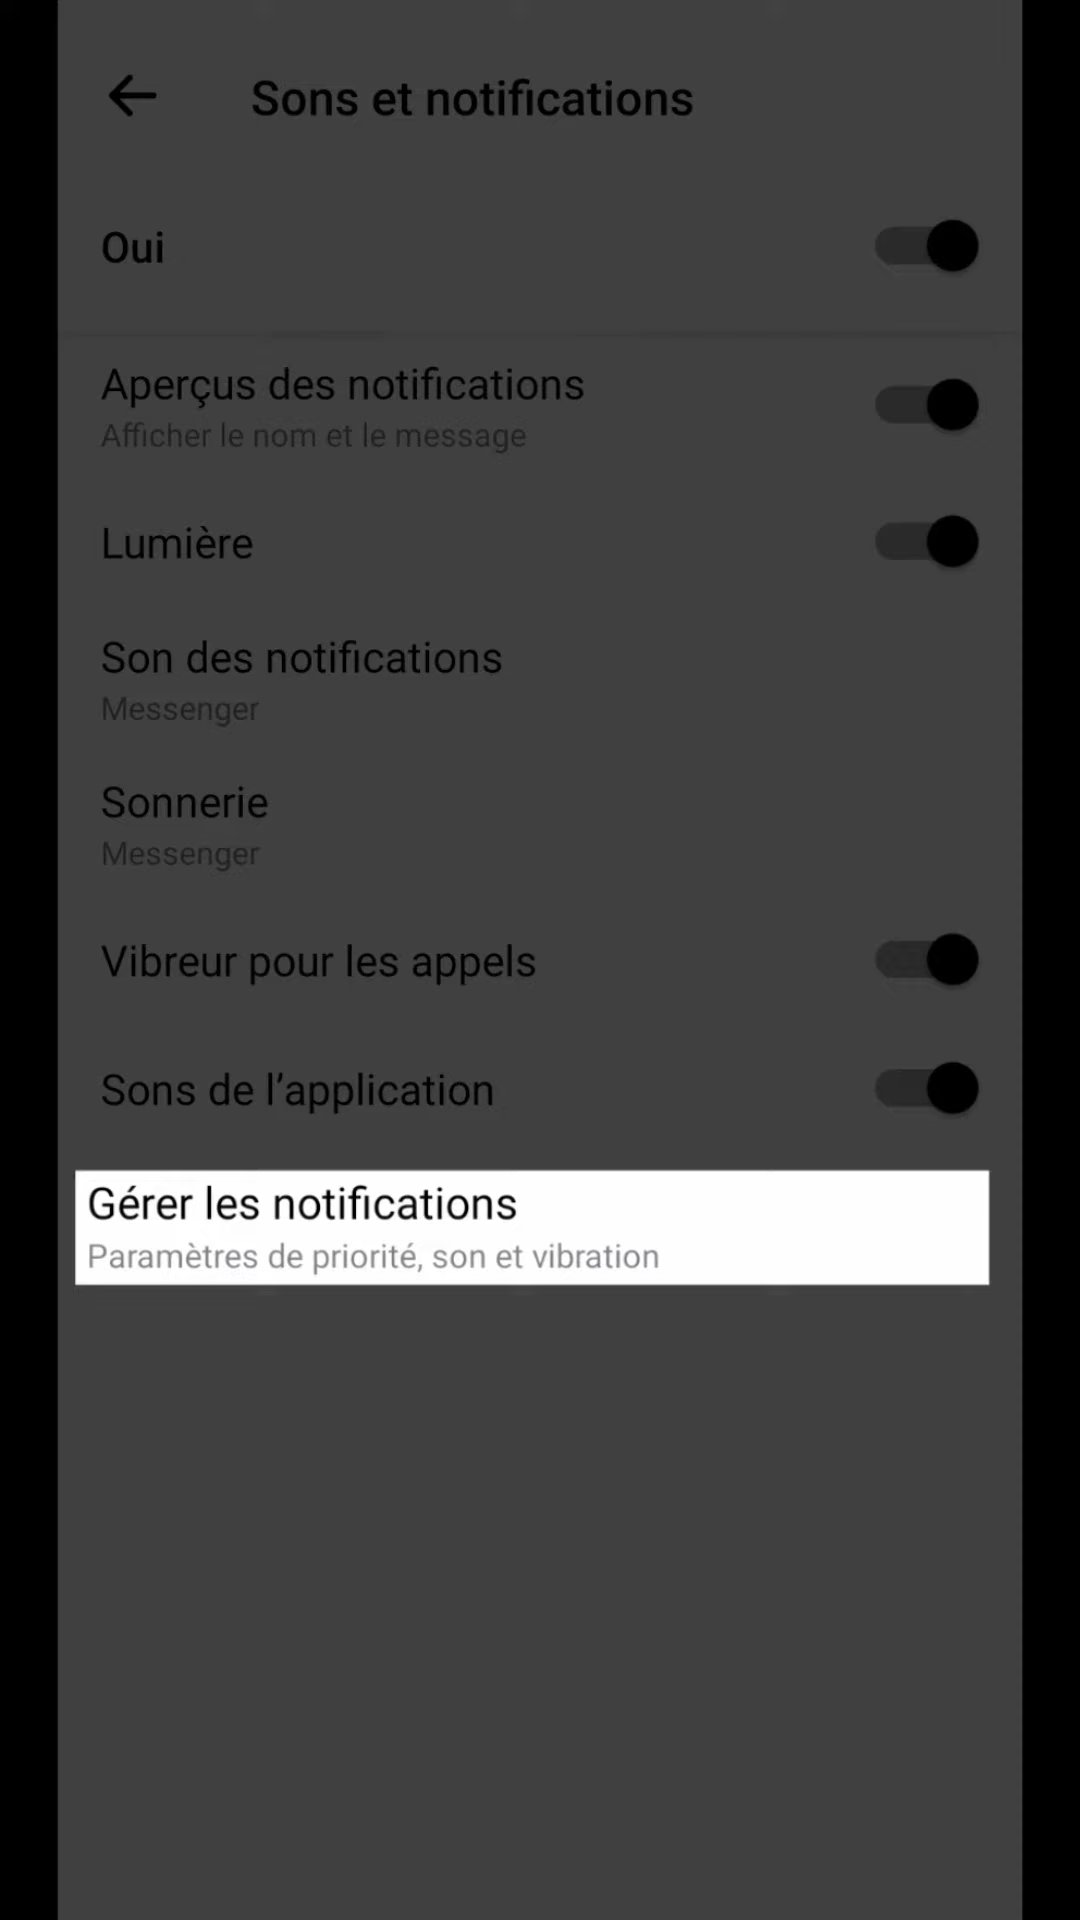 Sons et notifications
Oui
Aperçus des notifications
Afficher le nom et le message
Lumière
Son des notifications
Messenger
Sonnerie
Messenger
Vibreur pour les appels
Sons de l’application
Gérer les notifications
Paramètres de priorité, son et vibration